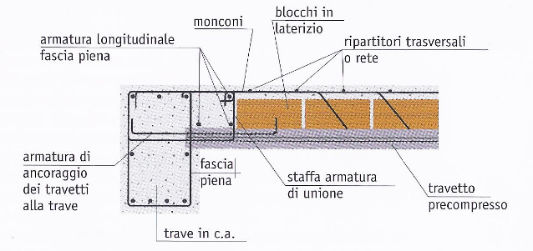 blocchi in
laterizio
monconi
armatura longitudinale
fascia piena
ripartitori trasversali
o rete
armatura di
ancoraggio
dei travetti
alla trave
fascia
piena
staffa armatura
di unione
travetto
precompresso
trave in c.a.